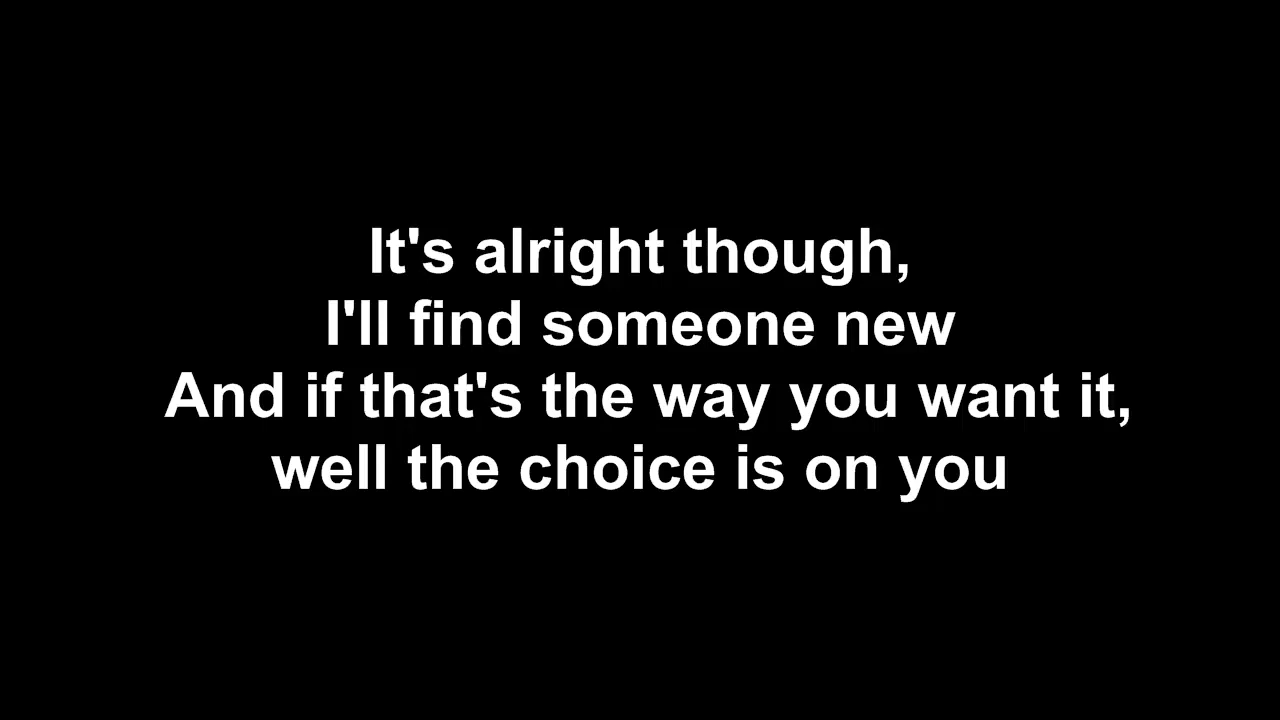 It's alright though,
I'll find someone new
And if that's the way you want it,
well the choice is on you